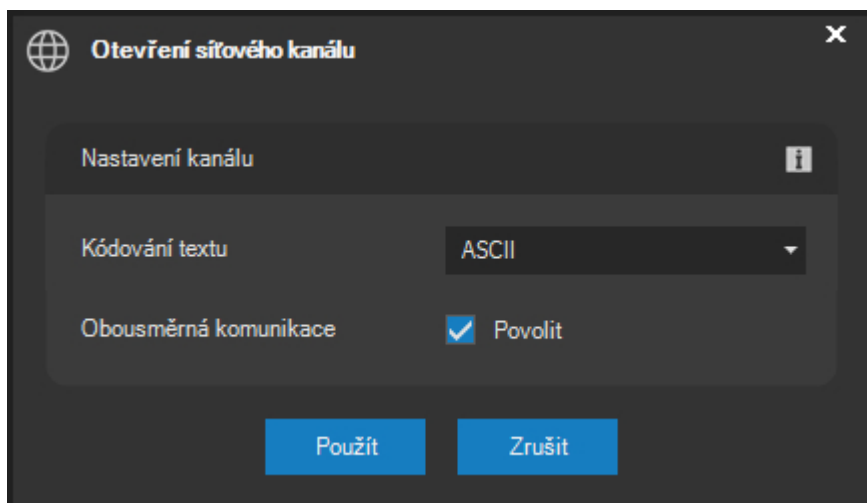 Otevření síťového kanálu
Nastavení kanálu
Kódování textu
ASCII
Obousměrná komunikace
Povolit
Použít
Zrušit